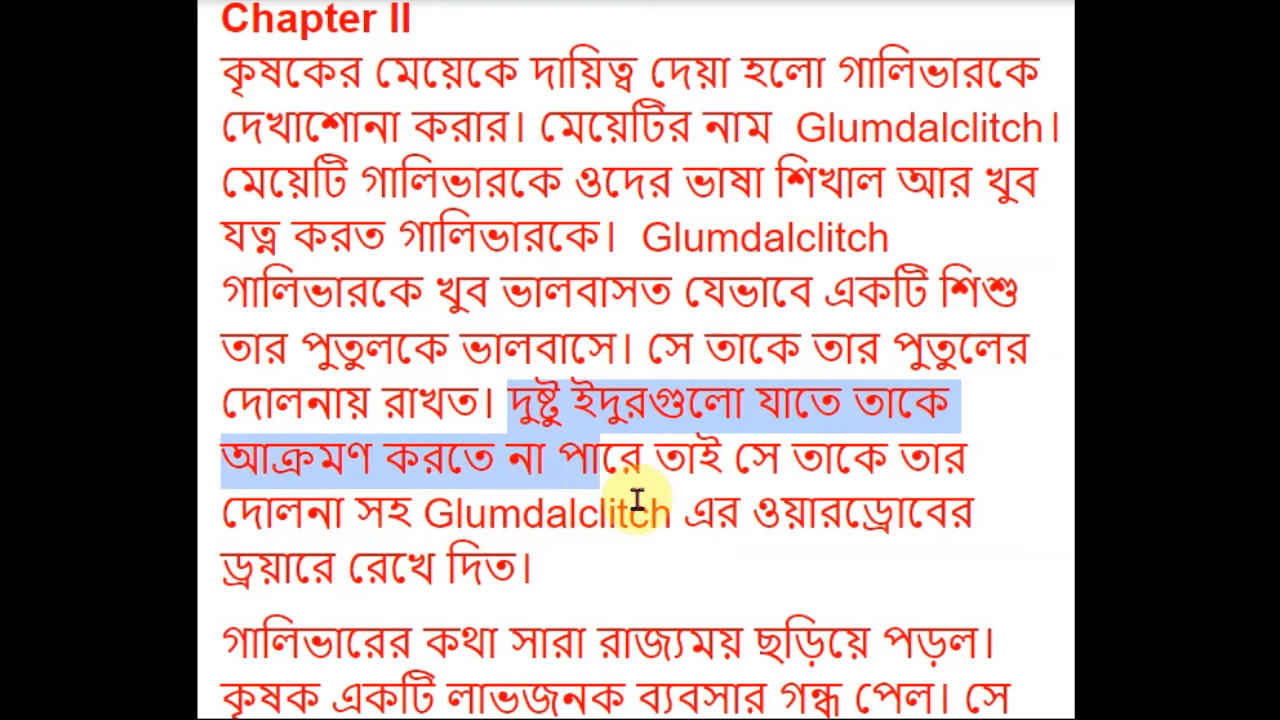 Chapter II
কৃষকের মেয়েকে দায়িত্ব দেয়া হলো গালিভারকে
দেখাশোনা করার। মেয়েটির নাম Glumdalclitch।
মেয়েটি গালিভারকে ওদের ভাষা শিখাল আর খুব
যত্ন করত গালিভারকে। Glumdalclitch
গালিভারকে খুব ভালবাসত যেভাবে একটি শিশু
তার পুতুলকে ভালবাসে। সে তাকে তার পুতুলের
দোলনায় রাখত। দুষ্টু ইদুরগুলো যাতে তাকে
আক্রমণ করতে না পারে তাই সে তাকে তার
দোলনা সহ Glumdalclitch এর ওয়ারড্রোবের
ড্রয়ারে রেখে দিত।
গালিভারের কথা সারা রাজ্যময় ছড়িয়ে পড়ল।
কৃষক একটি লাভজনক ব্যবসার গন্ধ পেল। সে